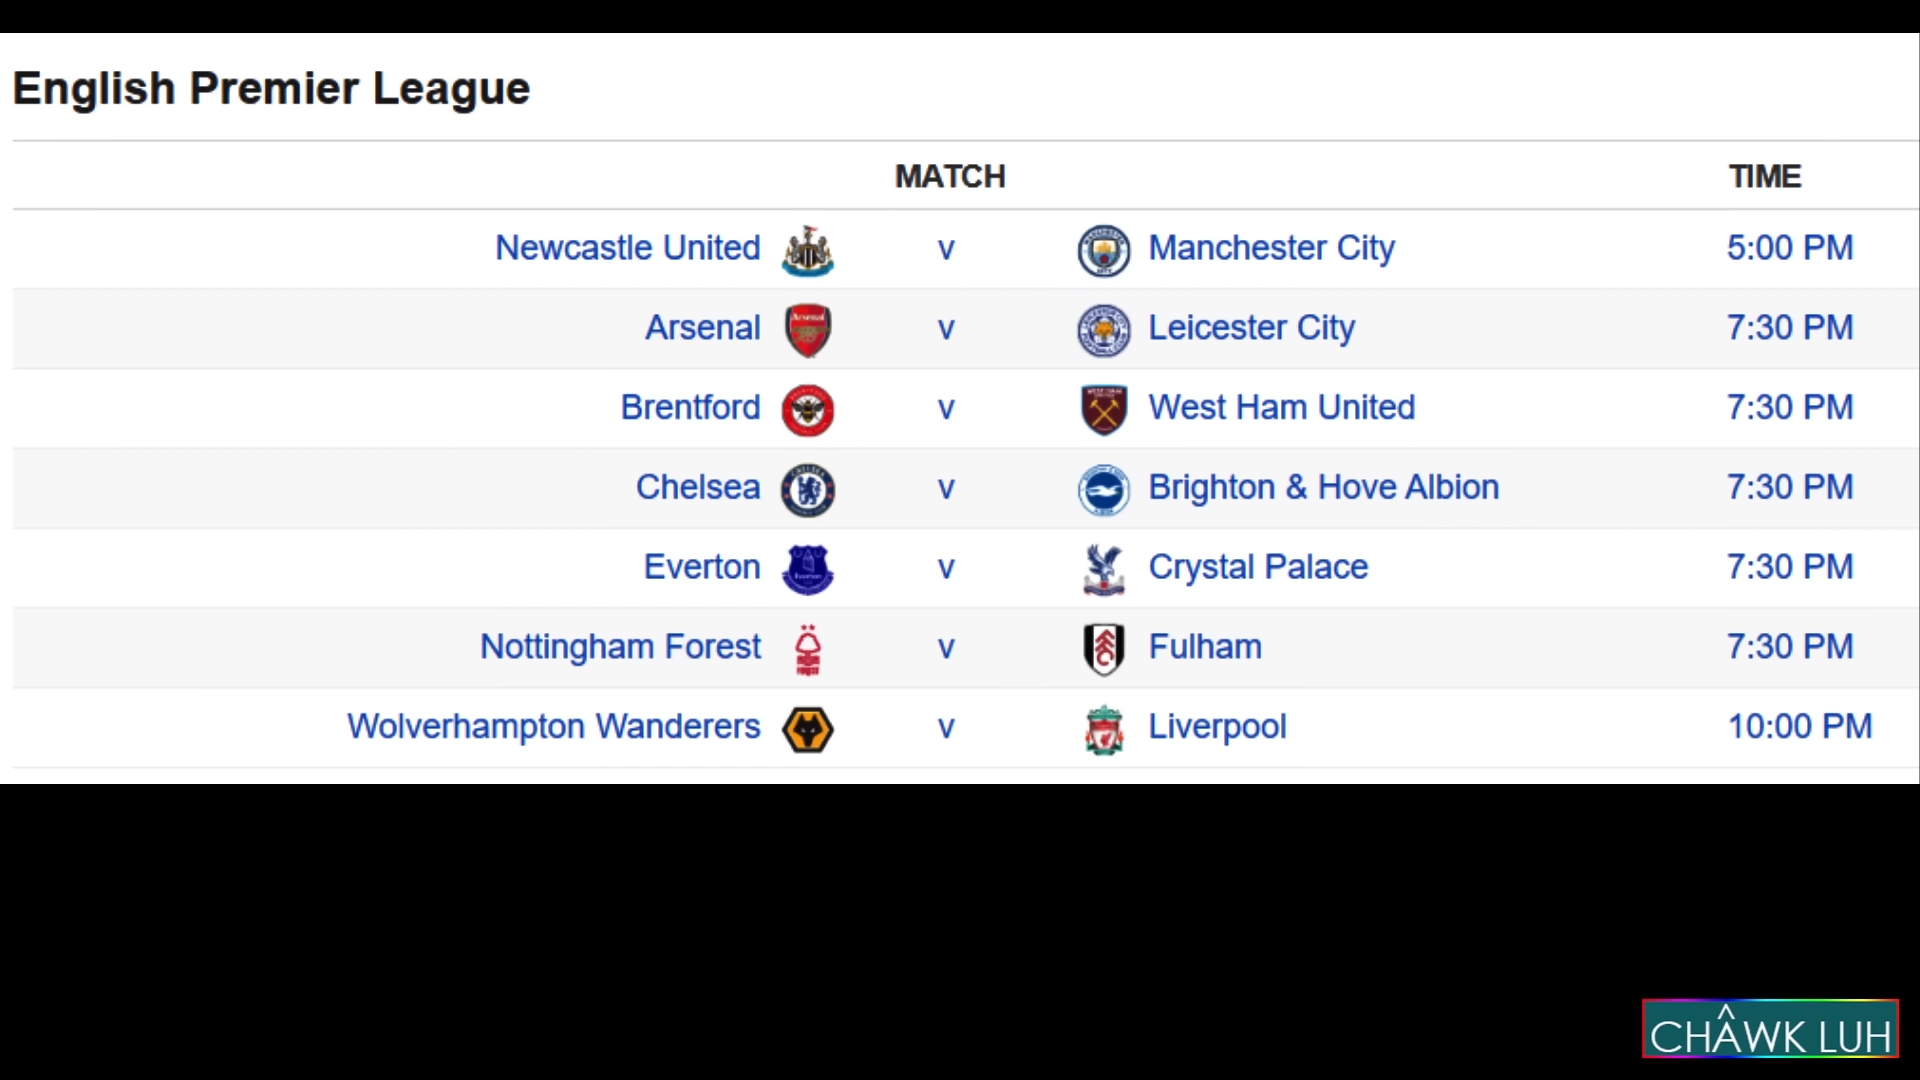 English Premier League
MATCH TIME
Newcastle United v Manchester City 5:00 PM
Arsenal v Leicester City 7:30 PM
Brentford v West Ham United 7:30 PM
Chelsea v Brighton & Hove Albion 7:30 PM
Everton v Crystal Palace 7:30 PM
Nottingham Forest v Fulham 7:30 PM
Wolverhampton Wanderers v Liverpool 10:00 PM
CHÂWK LUH